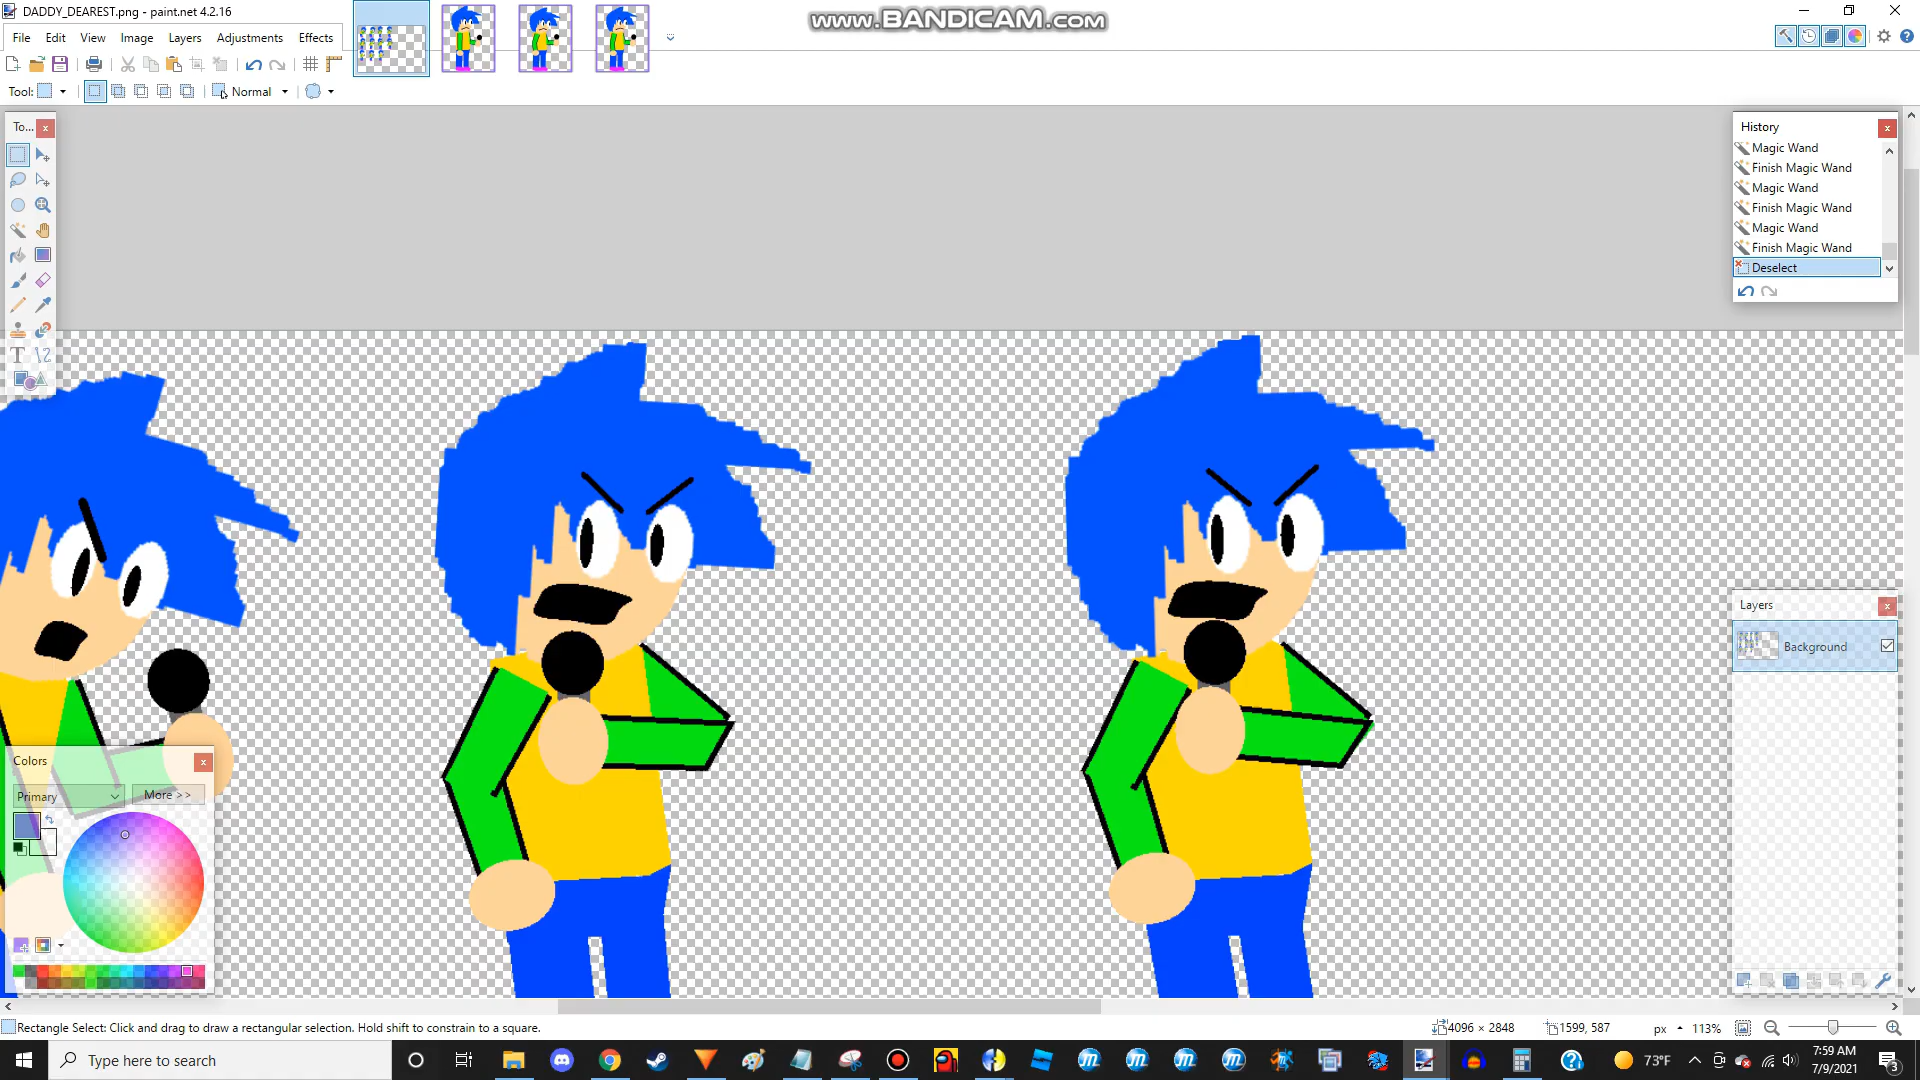 DADDY_DEAREST.png - paint.net 4.2.16
www.BANDICAM.com
File Edit View Image Layers Adjustments Effects
Tool: Normal
To...
History
Magic Wand
Finish Magic Wand
Magic Wand
Finish Magic Wand
Magic Wand
Finish Magic Wand
Deselect
Layers
Background
Colors
Primary
More >>
Rectangle Select: Click and drag to draw a rectangular selection. Hold shift to constrain to a square.
4096 × 2848
1599, 587
px
113%
Type here to search
73°F
7:59 AM
7/9/2021
3